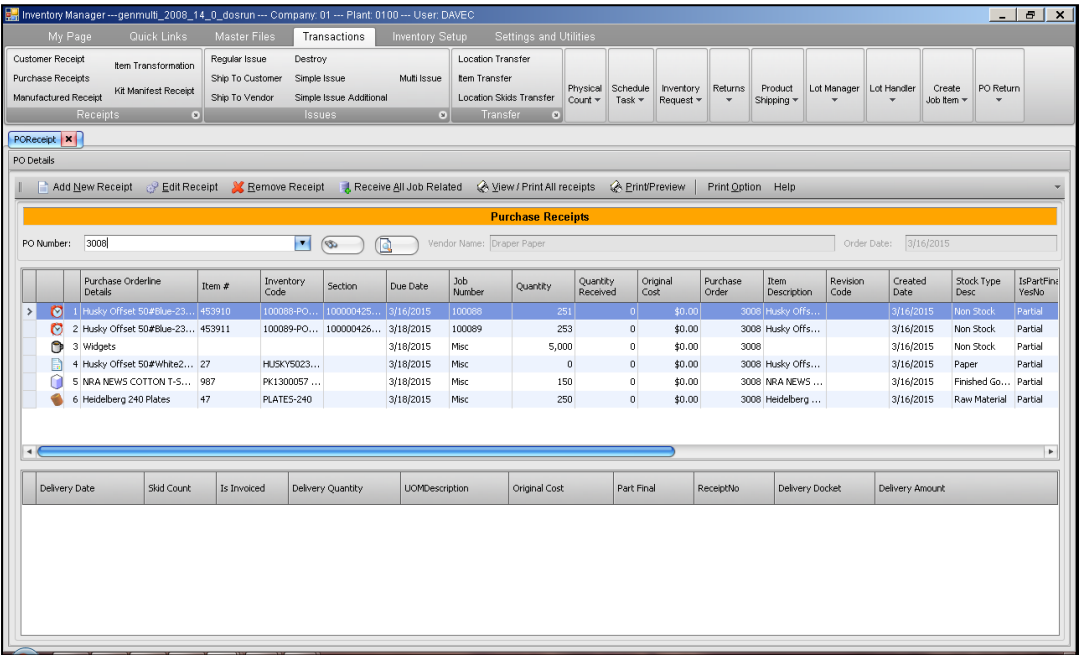 Inventory Manager ---genmulti_2008_14_0_dosrun --- Company: 01 --- Plant: 0100 --- User: DAVEC
My Page Quick Links Master Files Transactions Inventory Setup Settings and Utilities
Customer Receipt Item Transformation Regular Issue Destroy Location Transfer
Purchase Receipts Kit Manifest Receipt Ship To Customer Simple Issue Multi Issue Item Transfer
Manufactured Receipt Ship To Vendor Simple Issue Additional Location Skids Transfer
Physical Count Schedule Task Inventory Request Returns Product Shipping Lot Manager Lot Handler Create Job Item PO Return
Receipts Issues Transfer
POReceipt
PO Details
Add New Receipt Edit Receipt Remove Receipt Receive All Job Related View / Print All receipts Print/Preview Print Option Help
Purchase Receipts
PO Number: 3008 Vendor Name: Draper Paper Order Date: 3/16/2015
Purchase Orderline Details Item # Inventory Code Section Due Date Job Number Quantity Quantity Received Original Cost Purchase Order Item Description Revision Code Created Date Stock Type Desc IsPartFina YesNo
1 Husky Offset 50#Blue-23... 453910 100088-PO... 100000425... 3/16/2015 100088 251 0 $0.00 3008 Husky Offs... 3/16/2015 Non Stock Partial
2 Husky Offset 50#Blue-23... 453911 100089-PO... 100000426... 3/18/2015 100089 253 0 $0.00 3008 Husky Offs... 3/16/2015 Non Stock Partial
3 Widgets 3/18/2015 Misc 5,000 0 $0.00 3008 3/16/2015 Non Stock Partial
4 Husky Offset 50#White2... 27 HUSKY5023... 3/18/2015 Misc 0 0 $0.00 3008 Husky Offs... 3/16/2015 Paper Partial
5 NRA NEWS COTTON T-S... 987 PK1300057 ... 3/18/2015 Misc 150 0 $0.00 3008 NRA NEWS ... 3/16/2015 Finished Go... Partial
6 Heidelberg 240 Plates 47 PLATES-240 3/18/2015 Misc 250 0 $0.00 3008 Heidelberg ... 3/16/2015 Raw Material Partial
Delivery Date Skid Count Is Invoiced Delivery Quantity UOMDescription Original Cost Part Final ReceiptNo Delivery Docket Delivery Amount